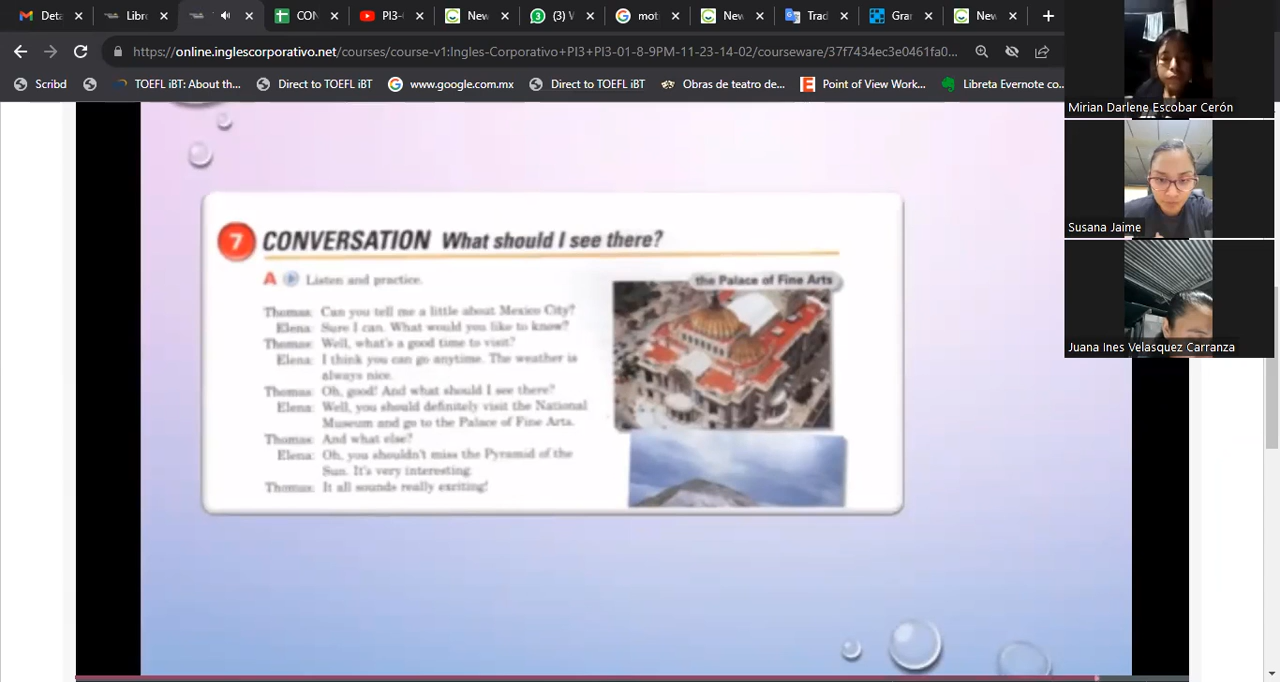 Deta
Libro
CON
PI3-
New
(3) V
mot
New
Trad
Gran
New
https://online.inglescorporativo.net/courses/course-v1:Ingles-Corporativo+PI3+PI3-01-8-9PM-11-23-14-02/courseware/37f7434ec3e0461fa0...
Scribd
TOEFL iBT: About th...
Direct to TOEFL iBT
www.google.com.mx
Direct to TOEFL iBT
Obras de teatro de...
Point of View Work...
Libreta Evernote co...
Mirian Darlene Escobar Cerón
Susana Jaime
Juana Ines Velasquez Carranza
7 CONVERSATION What should I see there?
A Listen and practice.
the Palace of Fine Arts
Thomas: Can you tell me a little about Mexico City?
Elena: Sure I can. What would you like to know?
Thomas: Well, what's a good time to visit?
Elena: I think you can go anytime. The weather is
always nice.
Thomas: Oh, good! And what should I see there?
Elena: Well, you should definitely visit the National
Museum and go to the Palace of Fine Arts.
Thomas: And what else?
Elena: Oh, you shouldn't miss the Pyramid of the
Sun. It's very interesting.
Thomas: It all sounds really exciting!